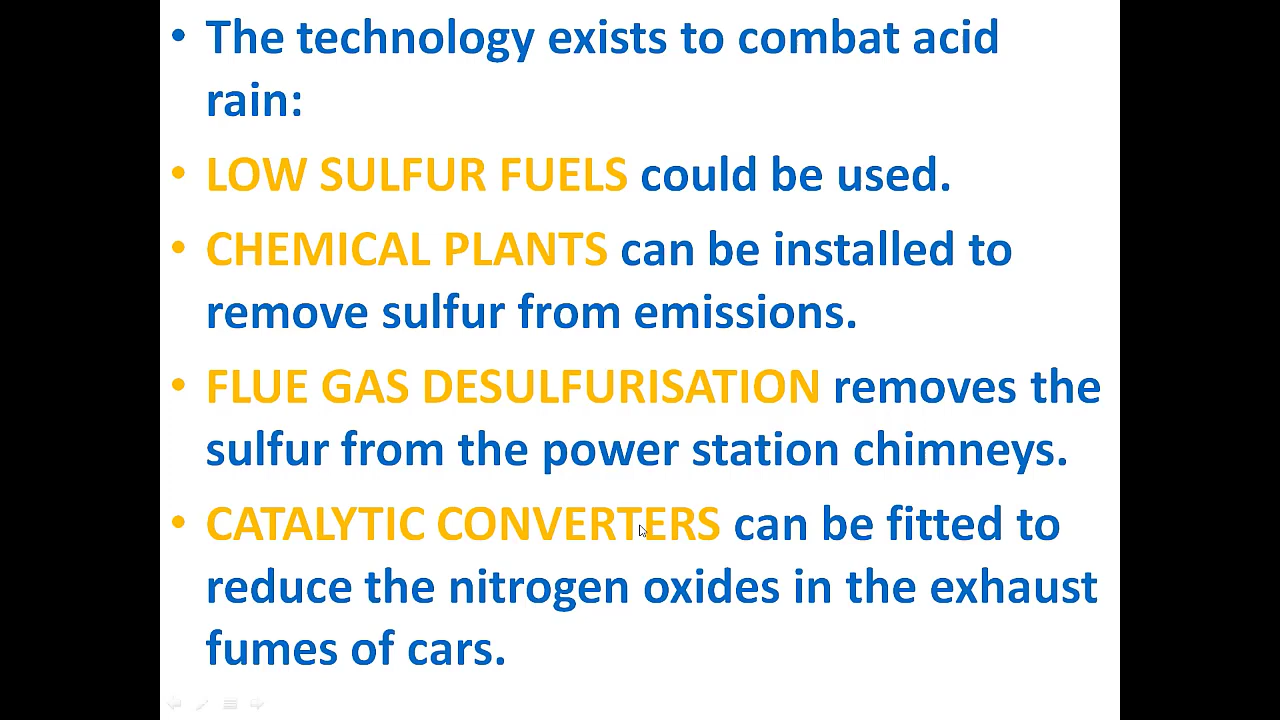 • The technology exists to combat acid
rain:
• LOW SULFUR FUELS could be used.
• CHEMICAL PLANTS can be installed to
remove sulfur from emissions.
• FLUE GAS DESULFURISATION removes the
sulfur from the power station chimneys.
• CATALYTIC CONVERTERS can be fitted to
reduce the nitrogen oxides in the exhaust
fumes of cars.